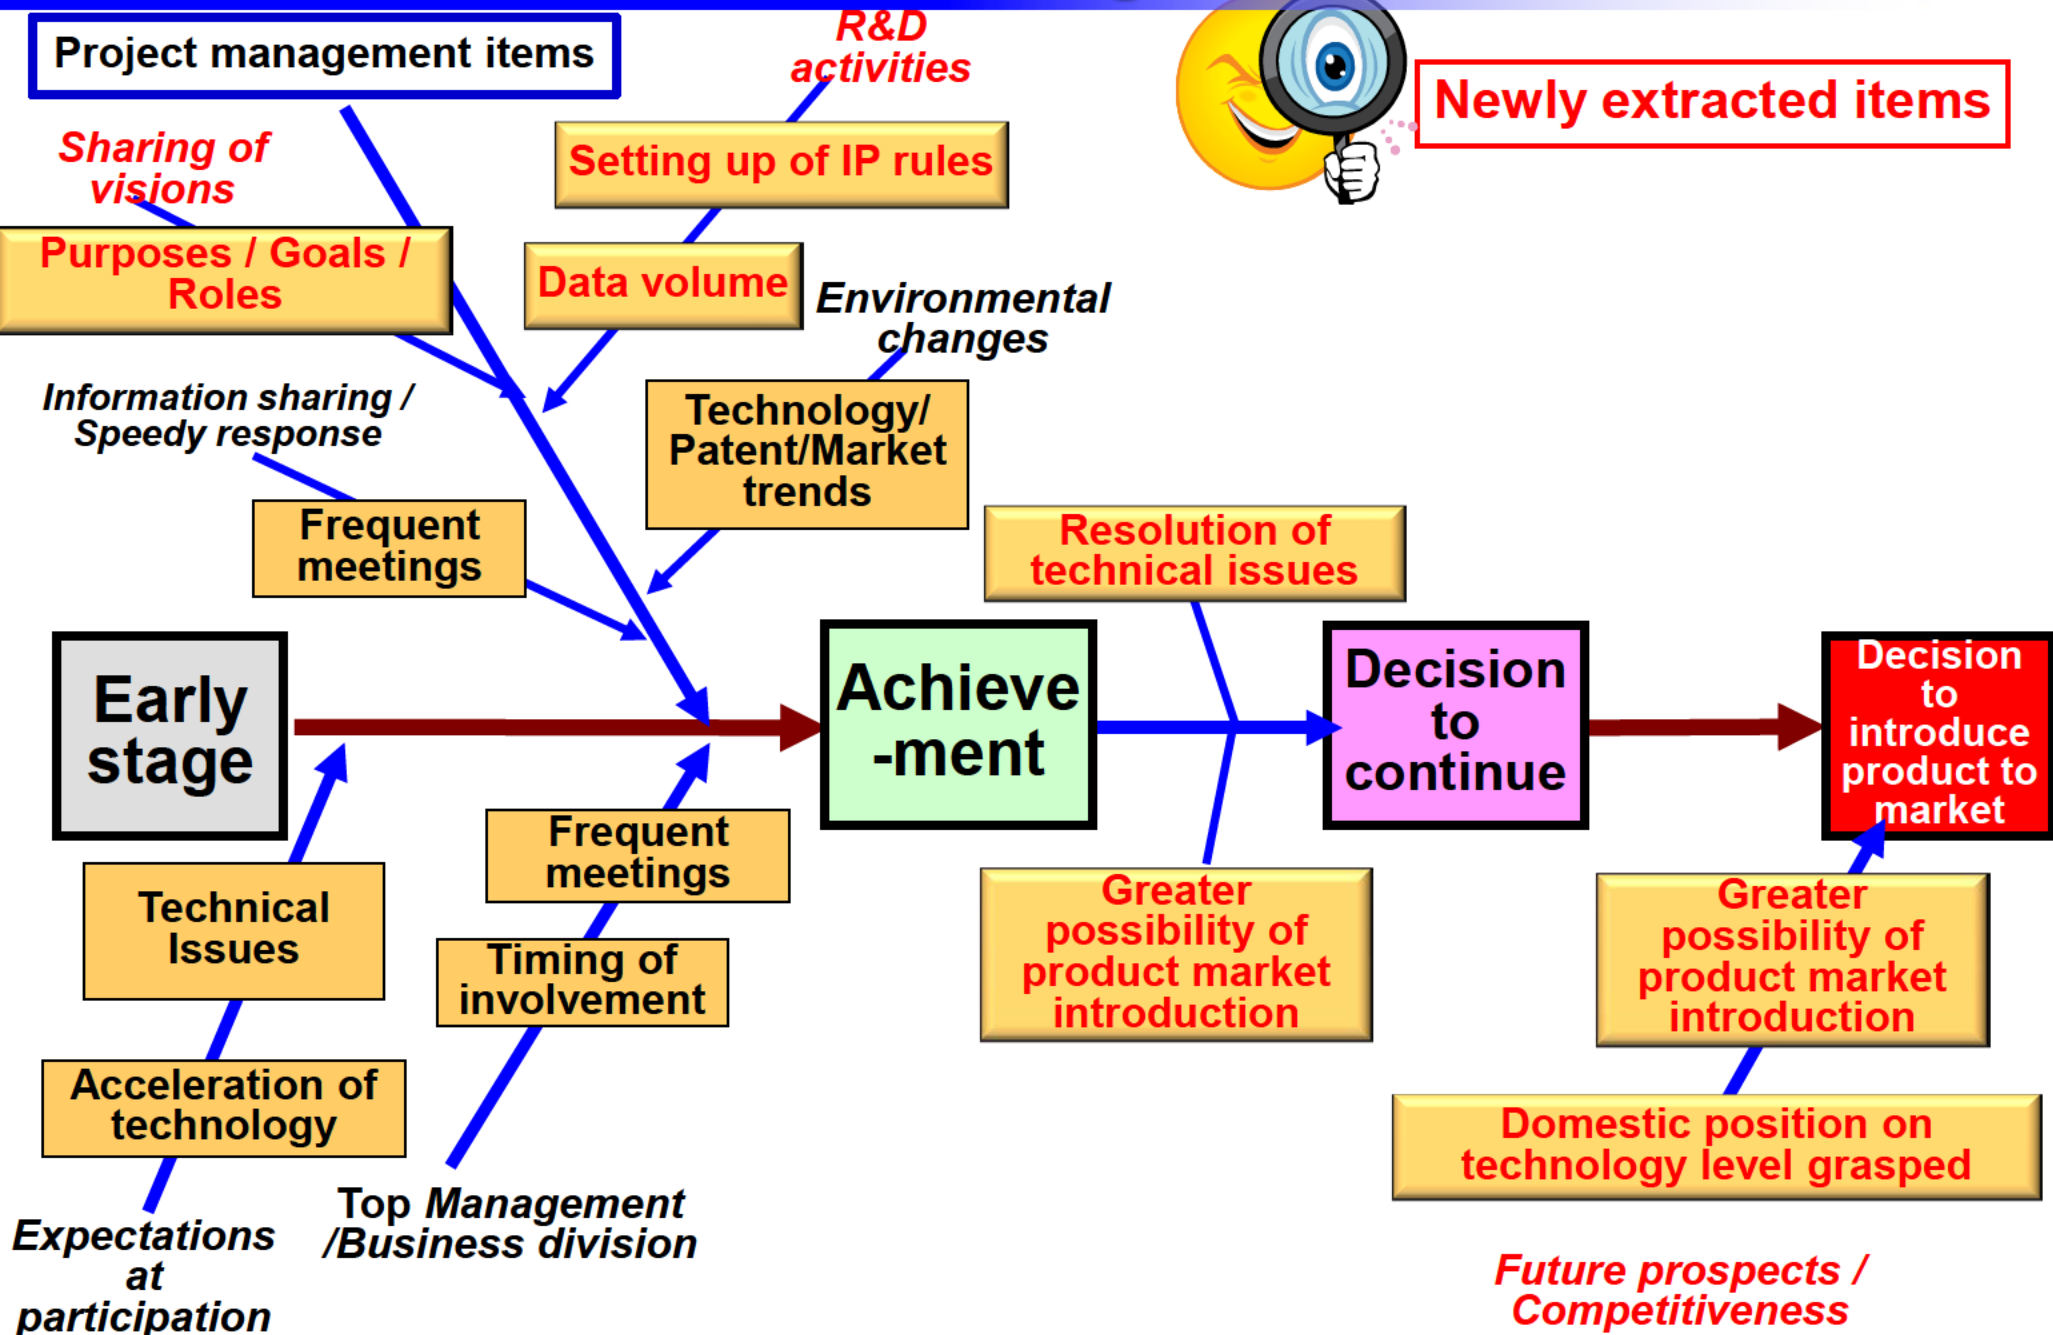 Project management items
R&D
activities
Newly extracted items
Sharing of
visions
Setting up of IP rules
Purposes / Goals /
Roles
Data volume
Environmental
changes
Information sharing /
Speedy response
Technology/
Patent/Market
trends
Frequent
meetings
Resolution of
technical issues
Early
stage
Achieve
-ment
Decision
to
continue
Decision
to
introduce
product to
market
Frequent
meetings
Technical
Issues
Timing of
involvement
Greater
possibility of
product market
introduction
Greater
possibility of
product market
introduction
Acceleration of
technology
Domestic position on
technology level grasped
Top Management
/Business division
Expectations
at
participation
Future prospects /
Competitiveness